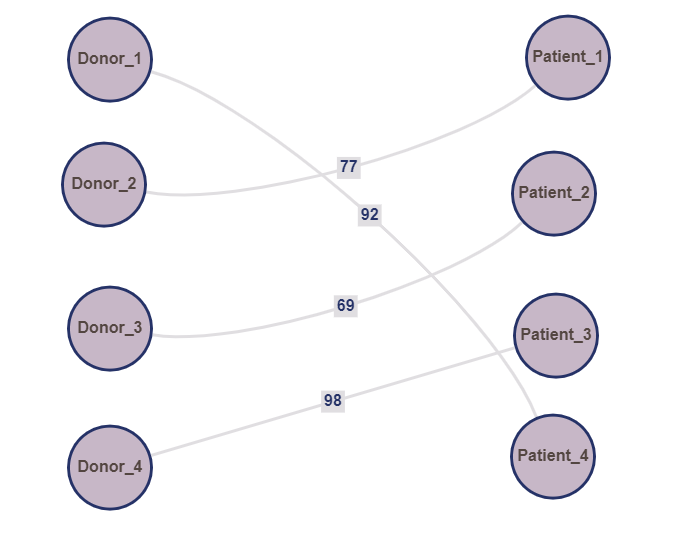 Donor_1
Patient_1
77
Donor_2
Patient_2
92
69
Donor_3
Patient_3
98
Donor_4
Patient_4